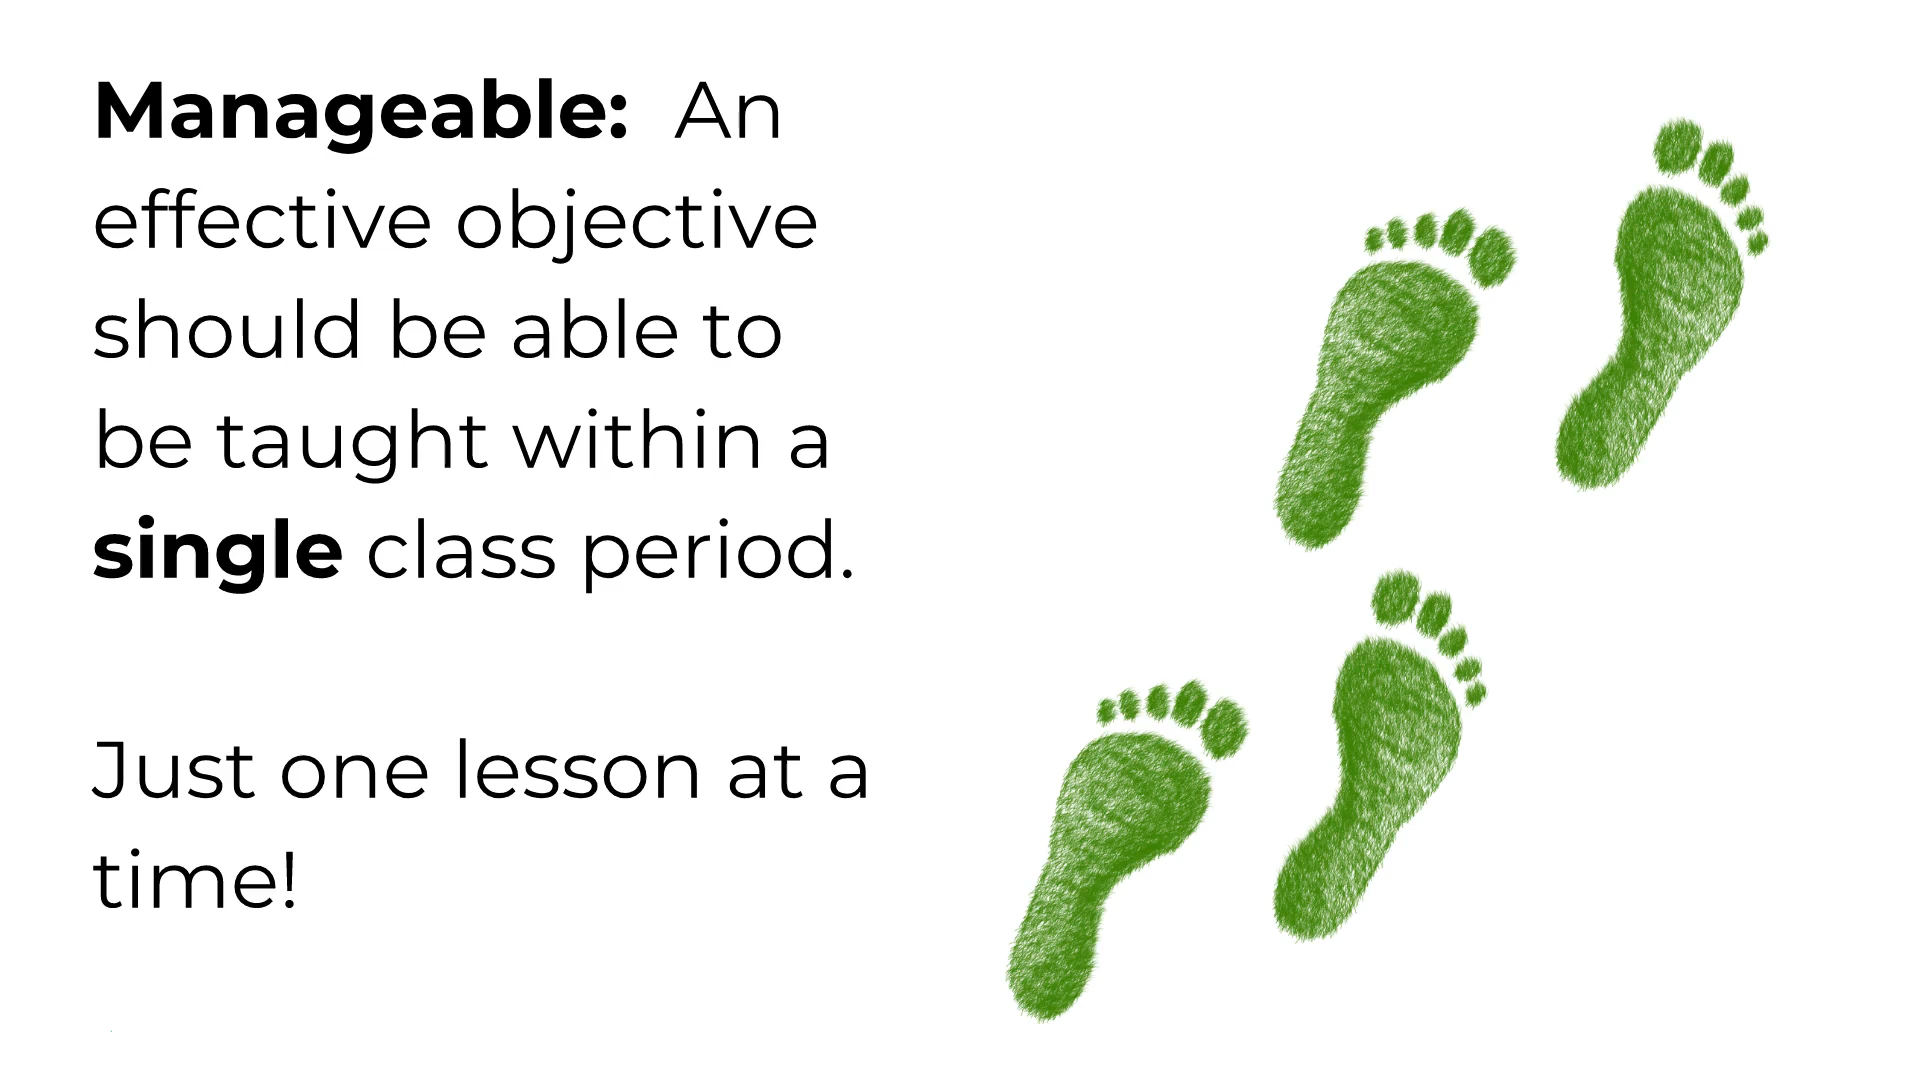 Manageable: An
effective objective
should be able to
be taught within a
single class period.
Just one lesson at a
time!